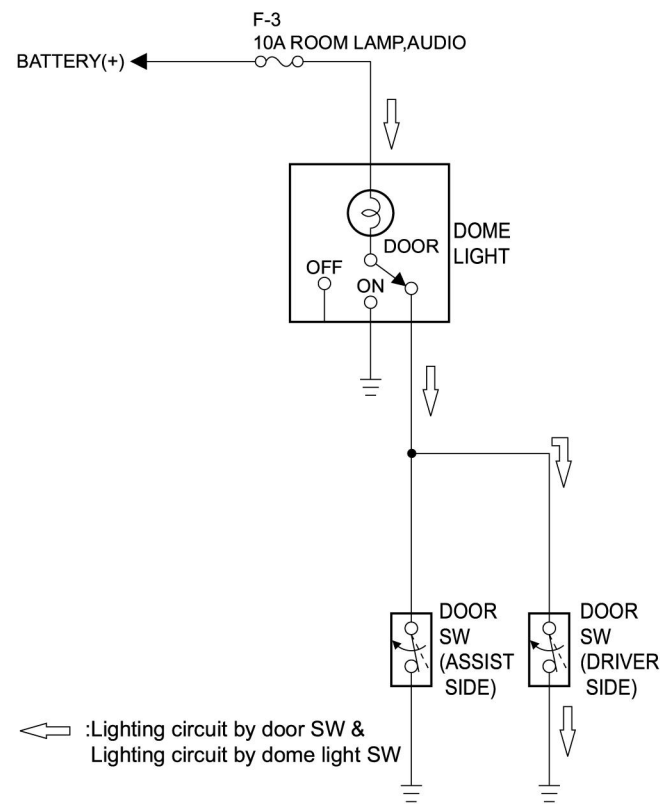 F-3
10A ROOM LAMP,AUDIO
BATTERY(+)
DOME
LIGHT
DOOR
OFF
ON
DOOR
SW
(ASSIST
SIDE)
DOOR
SW
(DRIVER
SIDE)
:Lighting circuit by door SW &
Lighting circuit by dome light SW